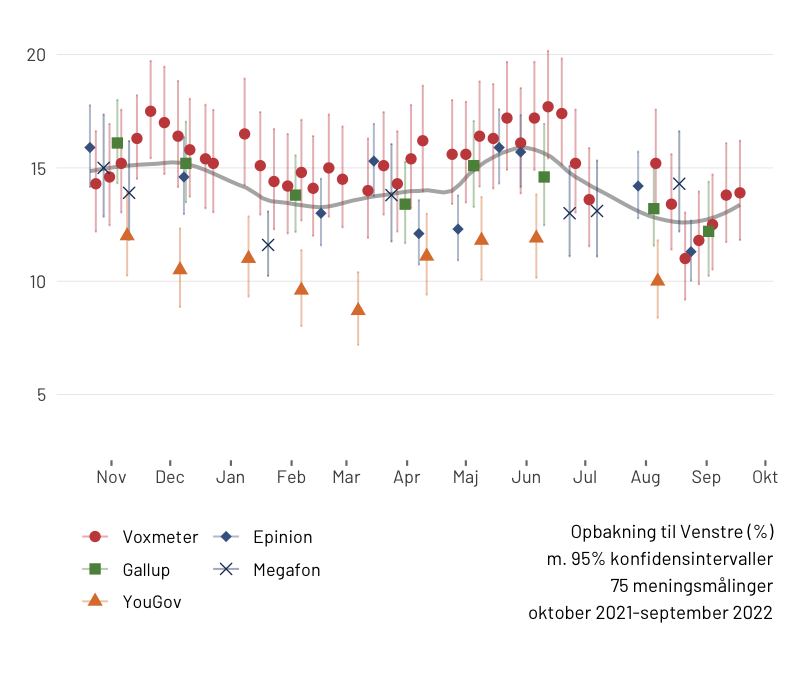 20
15
10
5
Nov Dec Jan Feb Mar Apr Maj Jun Jul Aug Sep Okt
Voxmeter Epinion
Gallup Megafon
YouGov
Opbakning til Venstre (%)
m. 95% konfidensintervaller
75 meningsmålinger
oktober 2021-september 2022